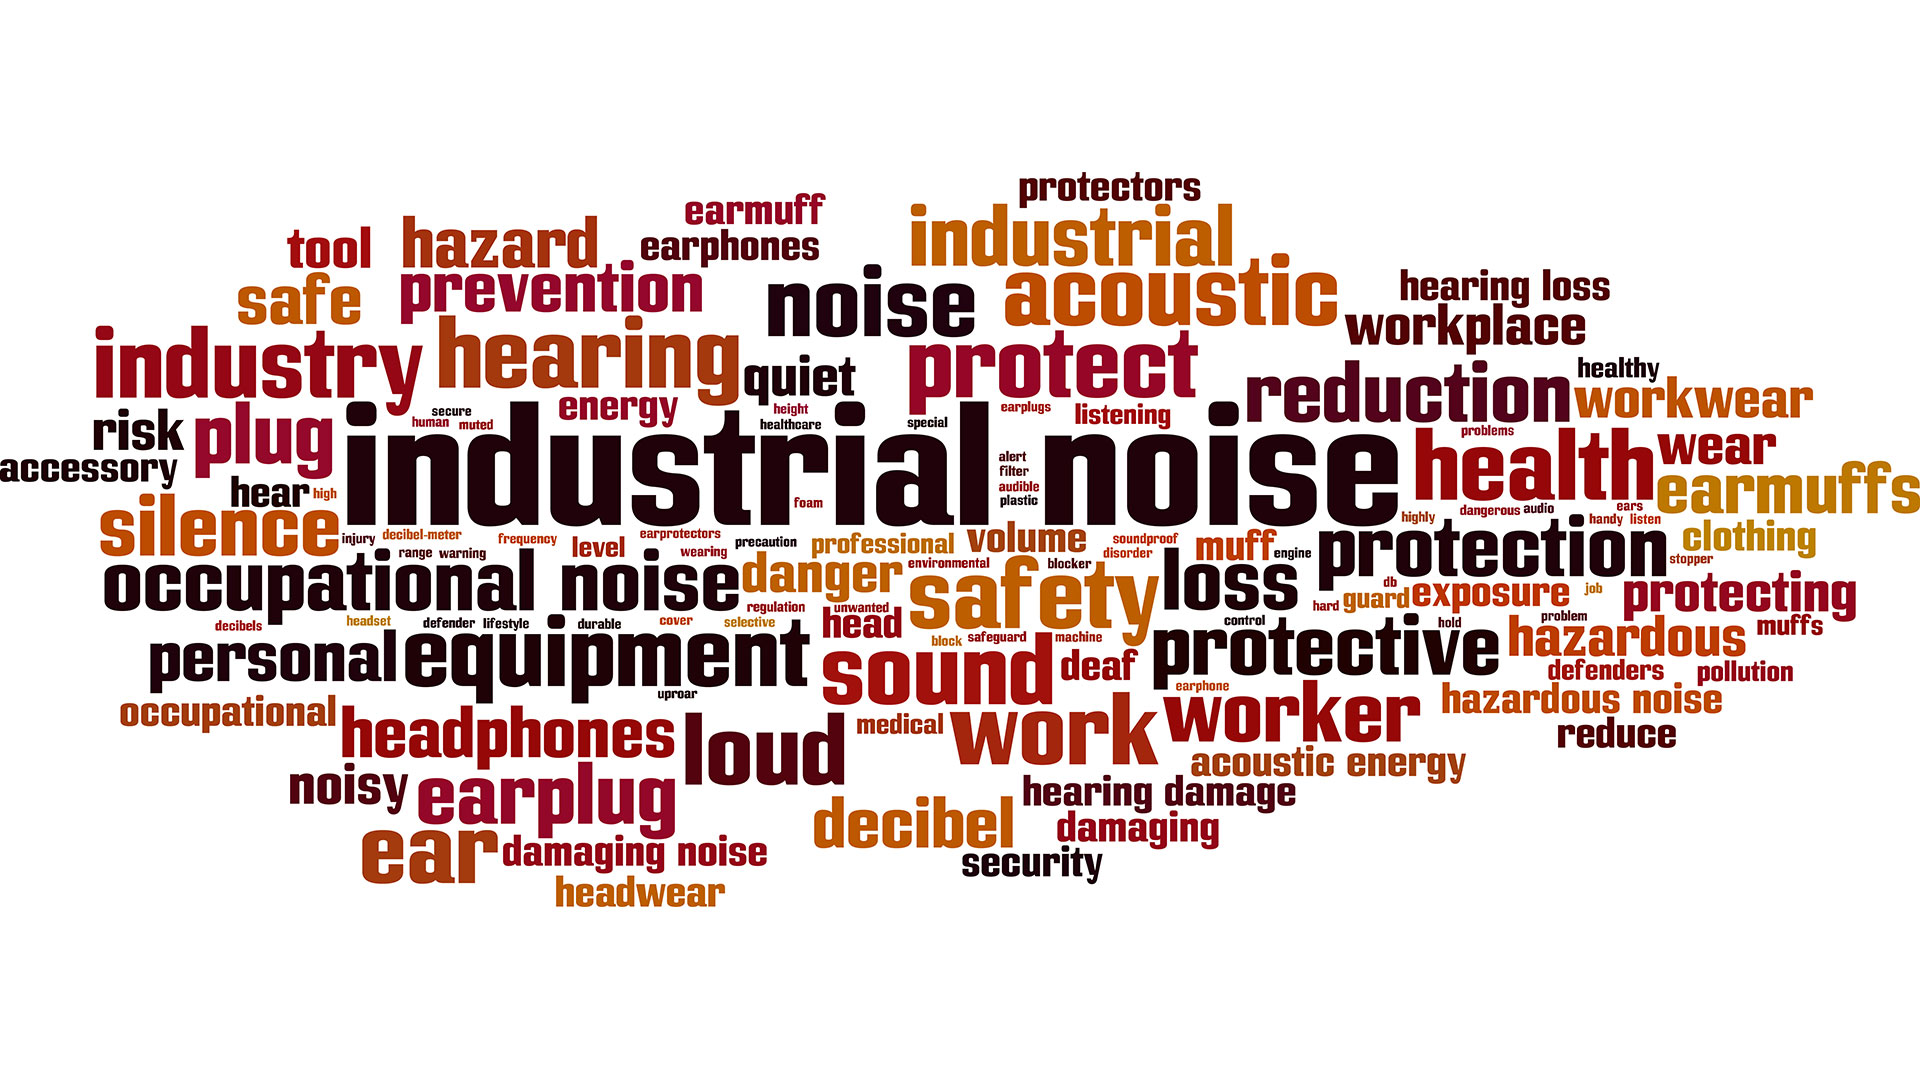 protectors
earmuff
industrial
tool
hazard
earphones
hearing loss
safe
prevention
noise
acoustic
workplace
industry
hearing
quiet
protect
reduction
healthy
workwear
risk
plug
secure
human
muted
energy
height
healthcare
special
earplugs
listening
problems
accessory
hear
high
industrial noise
foam
alert
filter
audible
plastic
health
wear
earmuffs
silence
injury
decibel-meter
range
warning
frequency
level
earprotectors
wearing
precaution
professional
volume
soundproof
disorder
muff
engine
highly
dangerous
audio
ears
handy
listen
protection
clothing
stopper
occupational noise
danger
environmental
blocker
safety
loss
db
hard
guard
exposure
job
protecting
decibels
headset
defender
lifestyle
durable
cover
regulation
selective
unwanted
head
block
safeguard
machine
control
hold
problem
hazardous
muffs
personal
equipment
uproar
sound
deaf
protective
earphone
defenders
pollution
occupational
headphones
loud
medical
work
worker
hazardous noise
reduce
noisy
earplug
acoustic energy
hearing damage
ear
damaging noise
decibel
damaging
security
headwear